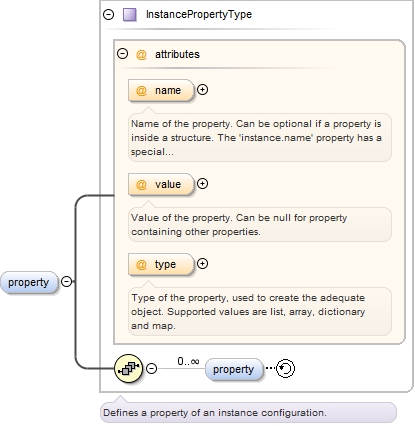 InstancePropertyType
@ attributes
@ name
Name of the property. Can be optional if a property is
inside a structure. The 'instance.name' property has a
special...
@ value
Value of the property. Can be null for property
containing other properties.
@ type
Type of the property, used to create the adequate
object. Supported values are list, array, dictionary
and map.
property
0..∞
property
Defines a property of an instance configuration.